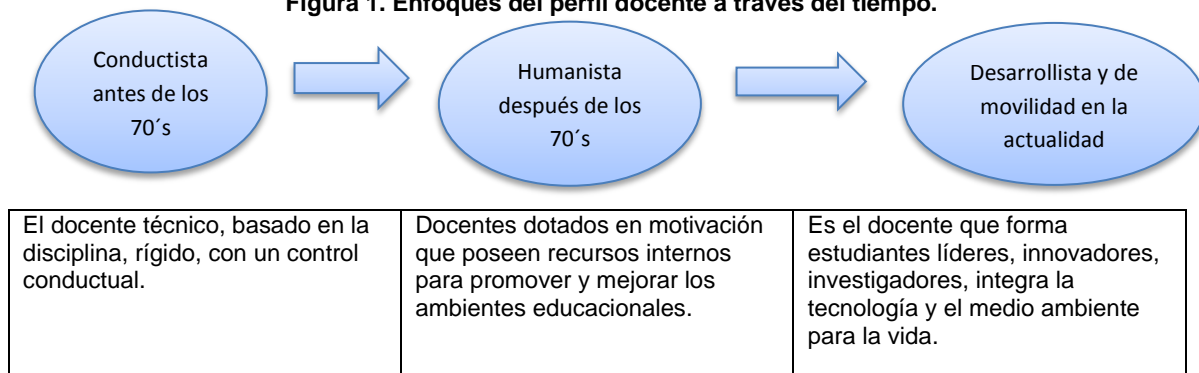 Figura 1. Enfoques del perfil docente a través del tiempo.
Conductista
antes de los
70´s
Humanista
después de los
70´s
Desarrollista y de
movilidad en la
actualidad
El docente técnico, basado en la
disciplina, rígido, con un control
conductual.
Docentes dotados en motivación
que poseen recursos internos
para promover y mejorar los
ambientes educacionales.
Es el docente que forma
estudiantes líderes, innovadores,
investigadores, integra la
tecnología y el medio ambiente
para la vida.